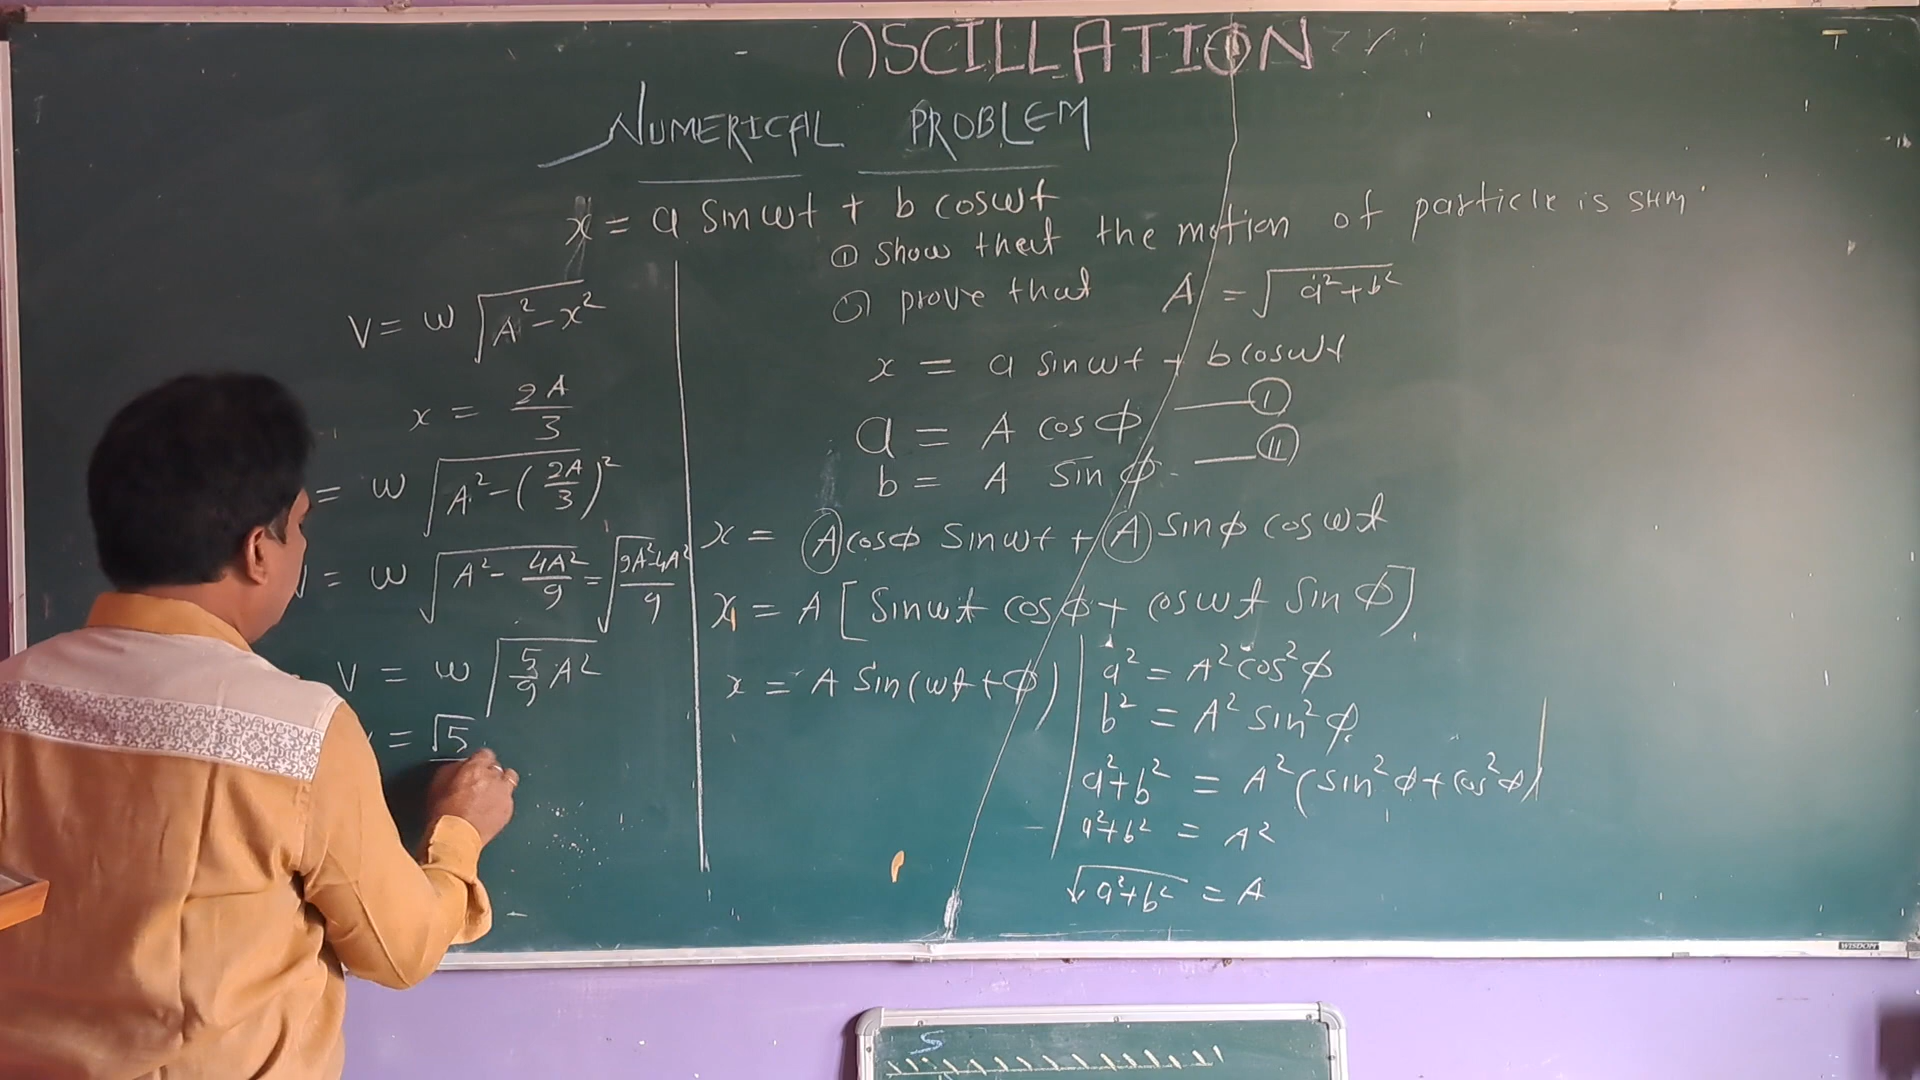 OSCILLATION
NUMERICAL PROBLEM
x = a sin ωt + b cos ωt
① show that the motion of particle is SHM.
prove that A = √(a²+b²)
V = ω √(A² - x²)
x = 2A/3
= ω √(A² - (2A/3)²)
= ω √(A² - 4A²/9) = √(9A²-4A²/9)
V = ω √(5/9 A²)
= √5
x = a sin ωt + b cos ωt
a = A cos ϕ —— Ⓘ
b = A sin ϕ —— Ⓘⓘ
x = A cos ϕ sin ωt + A sin ϕ cos ωt
x = A [ sin ωt cos ϕ + cos ωt sin ϕ ]
x = A sin (ωt + ϕ)
a² = A² cos² ϕ
b² = A² sin² ϕ.
a² + b² = A² (sin² ϕ + cos² ϕ)
a² + b² = A²
√(a² + b²) = A
WISDOM
S